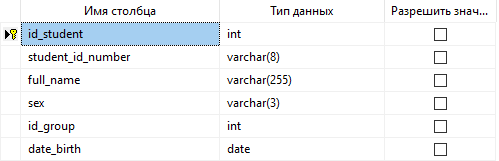 Имя столбца Тип данных Разрешить знач...
id_student int
student_id_number varchar(8)
full_name varchar(255)
sex varchar(3)
id_group int
date_birth date